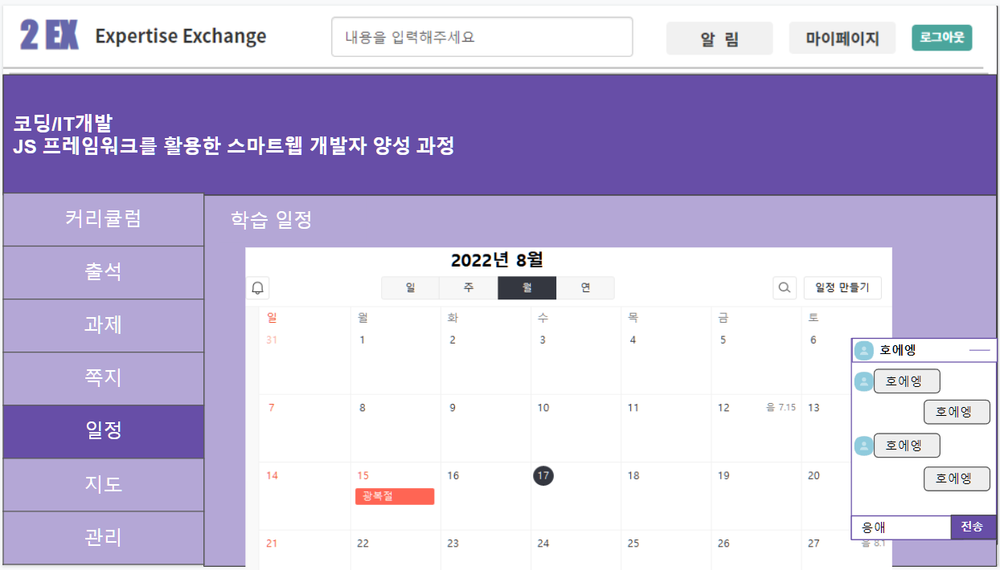 2 EX Expertise Exchange 내용을 입력해주세요 알 림 마이페이지 로그아웃
코딩/IT개발
JS 프레임워크를 활용한 스마트웹 개발자 양성 과정
커리큘럼
출석
과제
쪽지
일정
지도
관리
학습 일정
2022년 8월
일 주 월 연 일정 만들기
일 월 화 수 목 금 토
31 1 2 3 4 5 6
7 8 9 10 11 12 음 7.15 13
14 15 16 17 18 19 20
광복절
21 22 23 24 25 26 27 음 8.1
호에엥
호에엥
호에엥
호에엥
호에엥
응애 전송